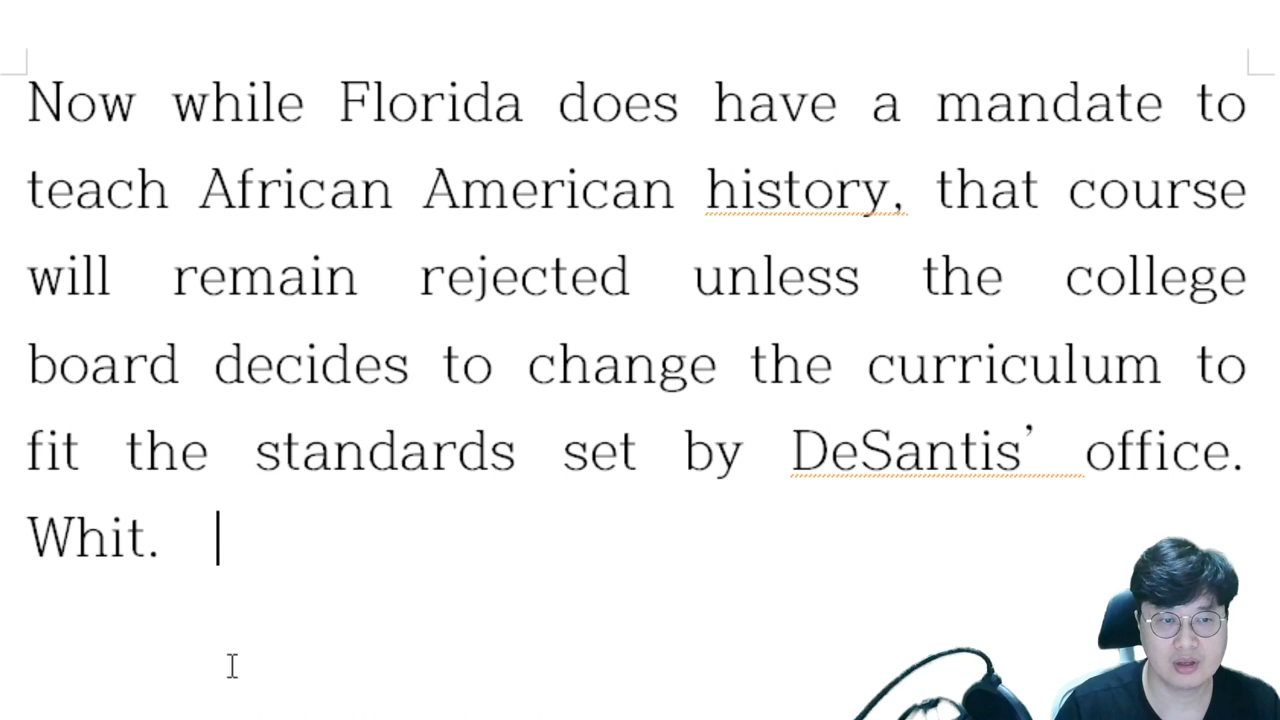 Now while Florida does have a mandate to
teach African American history, that course
will remain rejected unless the college
board decides to change the curriculum to
fit the standards set by DeSantis’ office.
Whit.